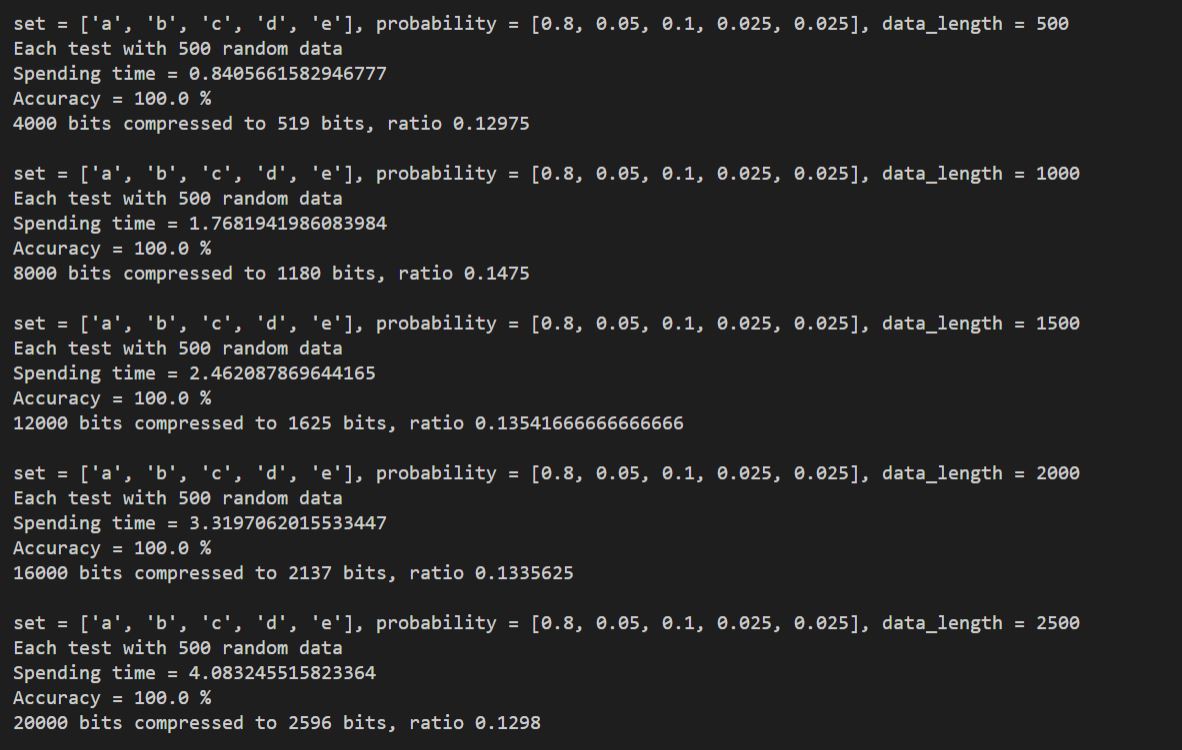 set = ['a', 'b', 'c', 'd', 'e'], probability = [0.8, 0.05, 0.1, 0.025, 0.025], data_length = 500
Each test with 500 random data
Spending time = 0.8405661582946777
Accuracy = 100.0 %
4000 bits compressed to 519 bits, ratio 0.12975

set = ['a', 'b', 'c', 'd', 'e'], probability = [0.8, 0.05, 0.1, 0.025, 0.025], data_length = 1000
Each test with 500 random data
Spending time = 1.7681941986083984
Accuracy = 100.0 %
8000 bits compressed to 1180 bits, ratio 0.1475

set = ['a', 'b', 'c', 'd', 'e'], probability = [0.8, 0.05, 0.1, 0.025, 0.025], data_length = 1500
Each test with 500 random data
Spending time = 2.462087869644165
Accuracy = 100.0 %
12000 bits compressed to 1625 bits, ratio 0.13541666666666666

set = ['a', 'b', 'c', 'd', 'e'], probability = [0.8, 0.05, 0.1, 0.025, 0.025], data_length = 2000
Each test with 500 random data
Spending time = 3.3197062015533447
Accuracy = 100.0 %
16000 bits compressed to 2137 bits, ratio 0.1335625

set = ['a', 'b', 'c', 'd', 'e'], probability = [0.8, 0.05, 0.1, 0.025, 0.025], data_length = 2500
Each test with 500 random data
Spending time = 4.083245515823364
Accuracy = 100.0 %
20000 bits compressed to 2596 bits, ratio 0.1298